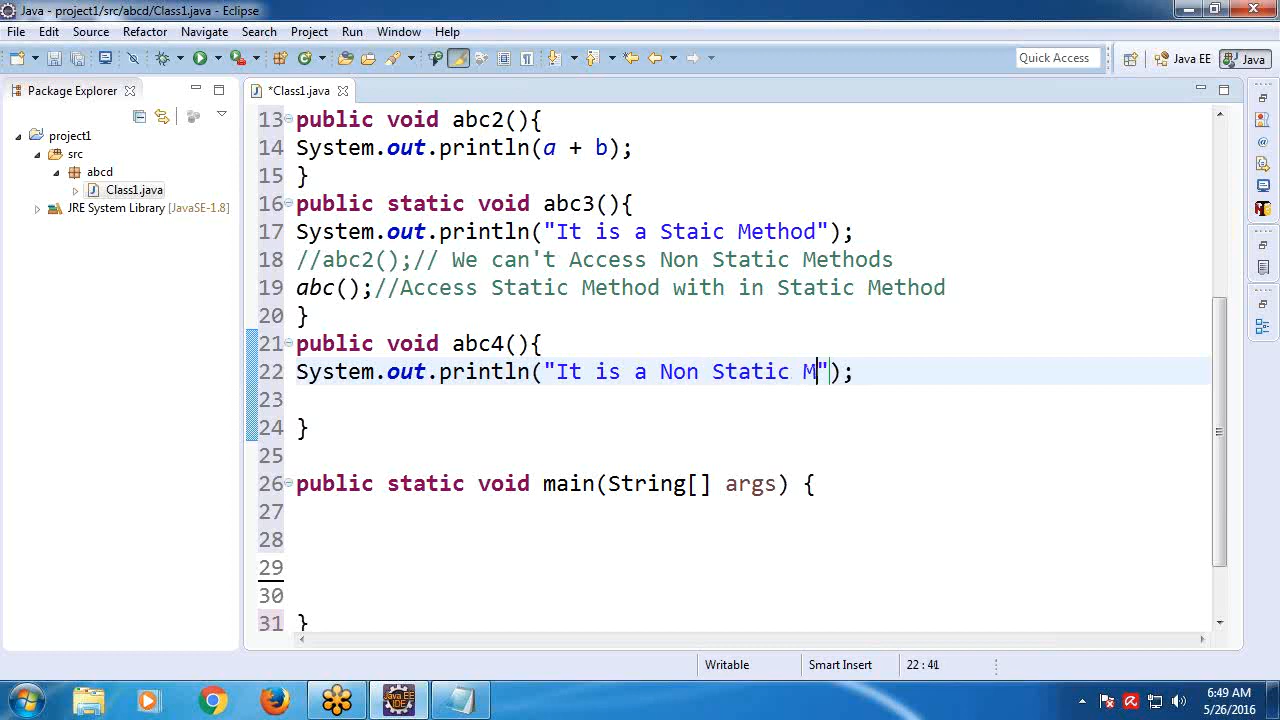 Java - project1/src/abcd/Class1.java - Eclipse
File Edit Source Refactor Navigate Search Project Run Window Help
Quick Access Java EE Java
Package Explorer
*Class1.java
project1
src
abcd
Class1.java
JRE System Library [JavaSE-1.8]
13 public void abc2(){
14 System.out.println(a + b);
15 }
16 public static void abc3(){
17 System.out.println("It is a Staic Method");
18 //abc2();// We can't Access Non Static Methods
19 abc();//Access Static Method with in Static Method
20 }
21 public void abc4(){
22 System.out.println("It is a Non Static M");
23
24 }
25
26 public static void main(String[] args) {
27
28
29
30
31 }
Writable Smart Insert 22 : 41
Java EE IDE
6:49 AM
5/26/2016